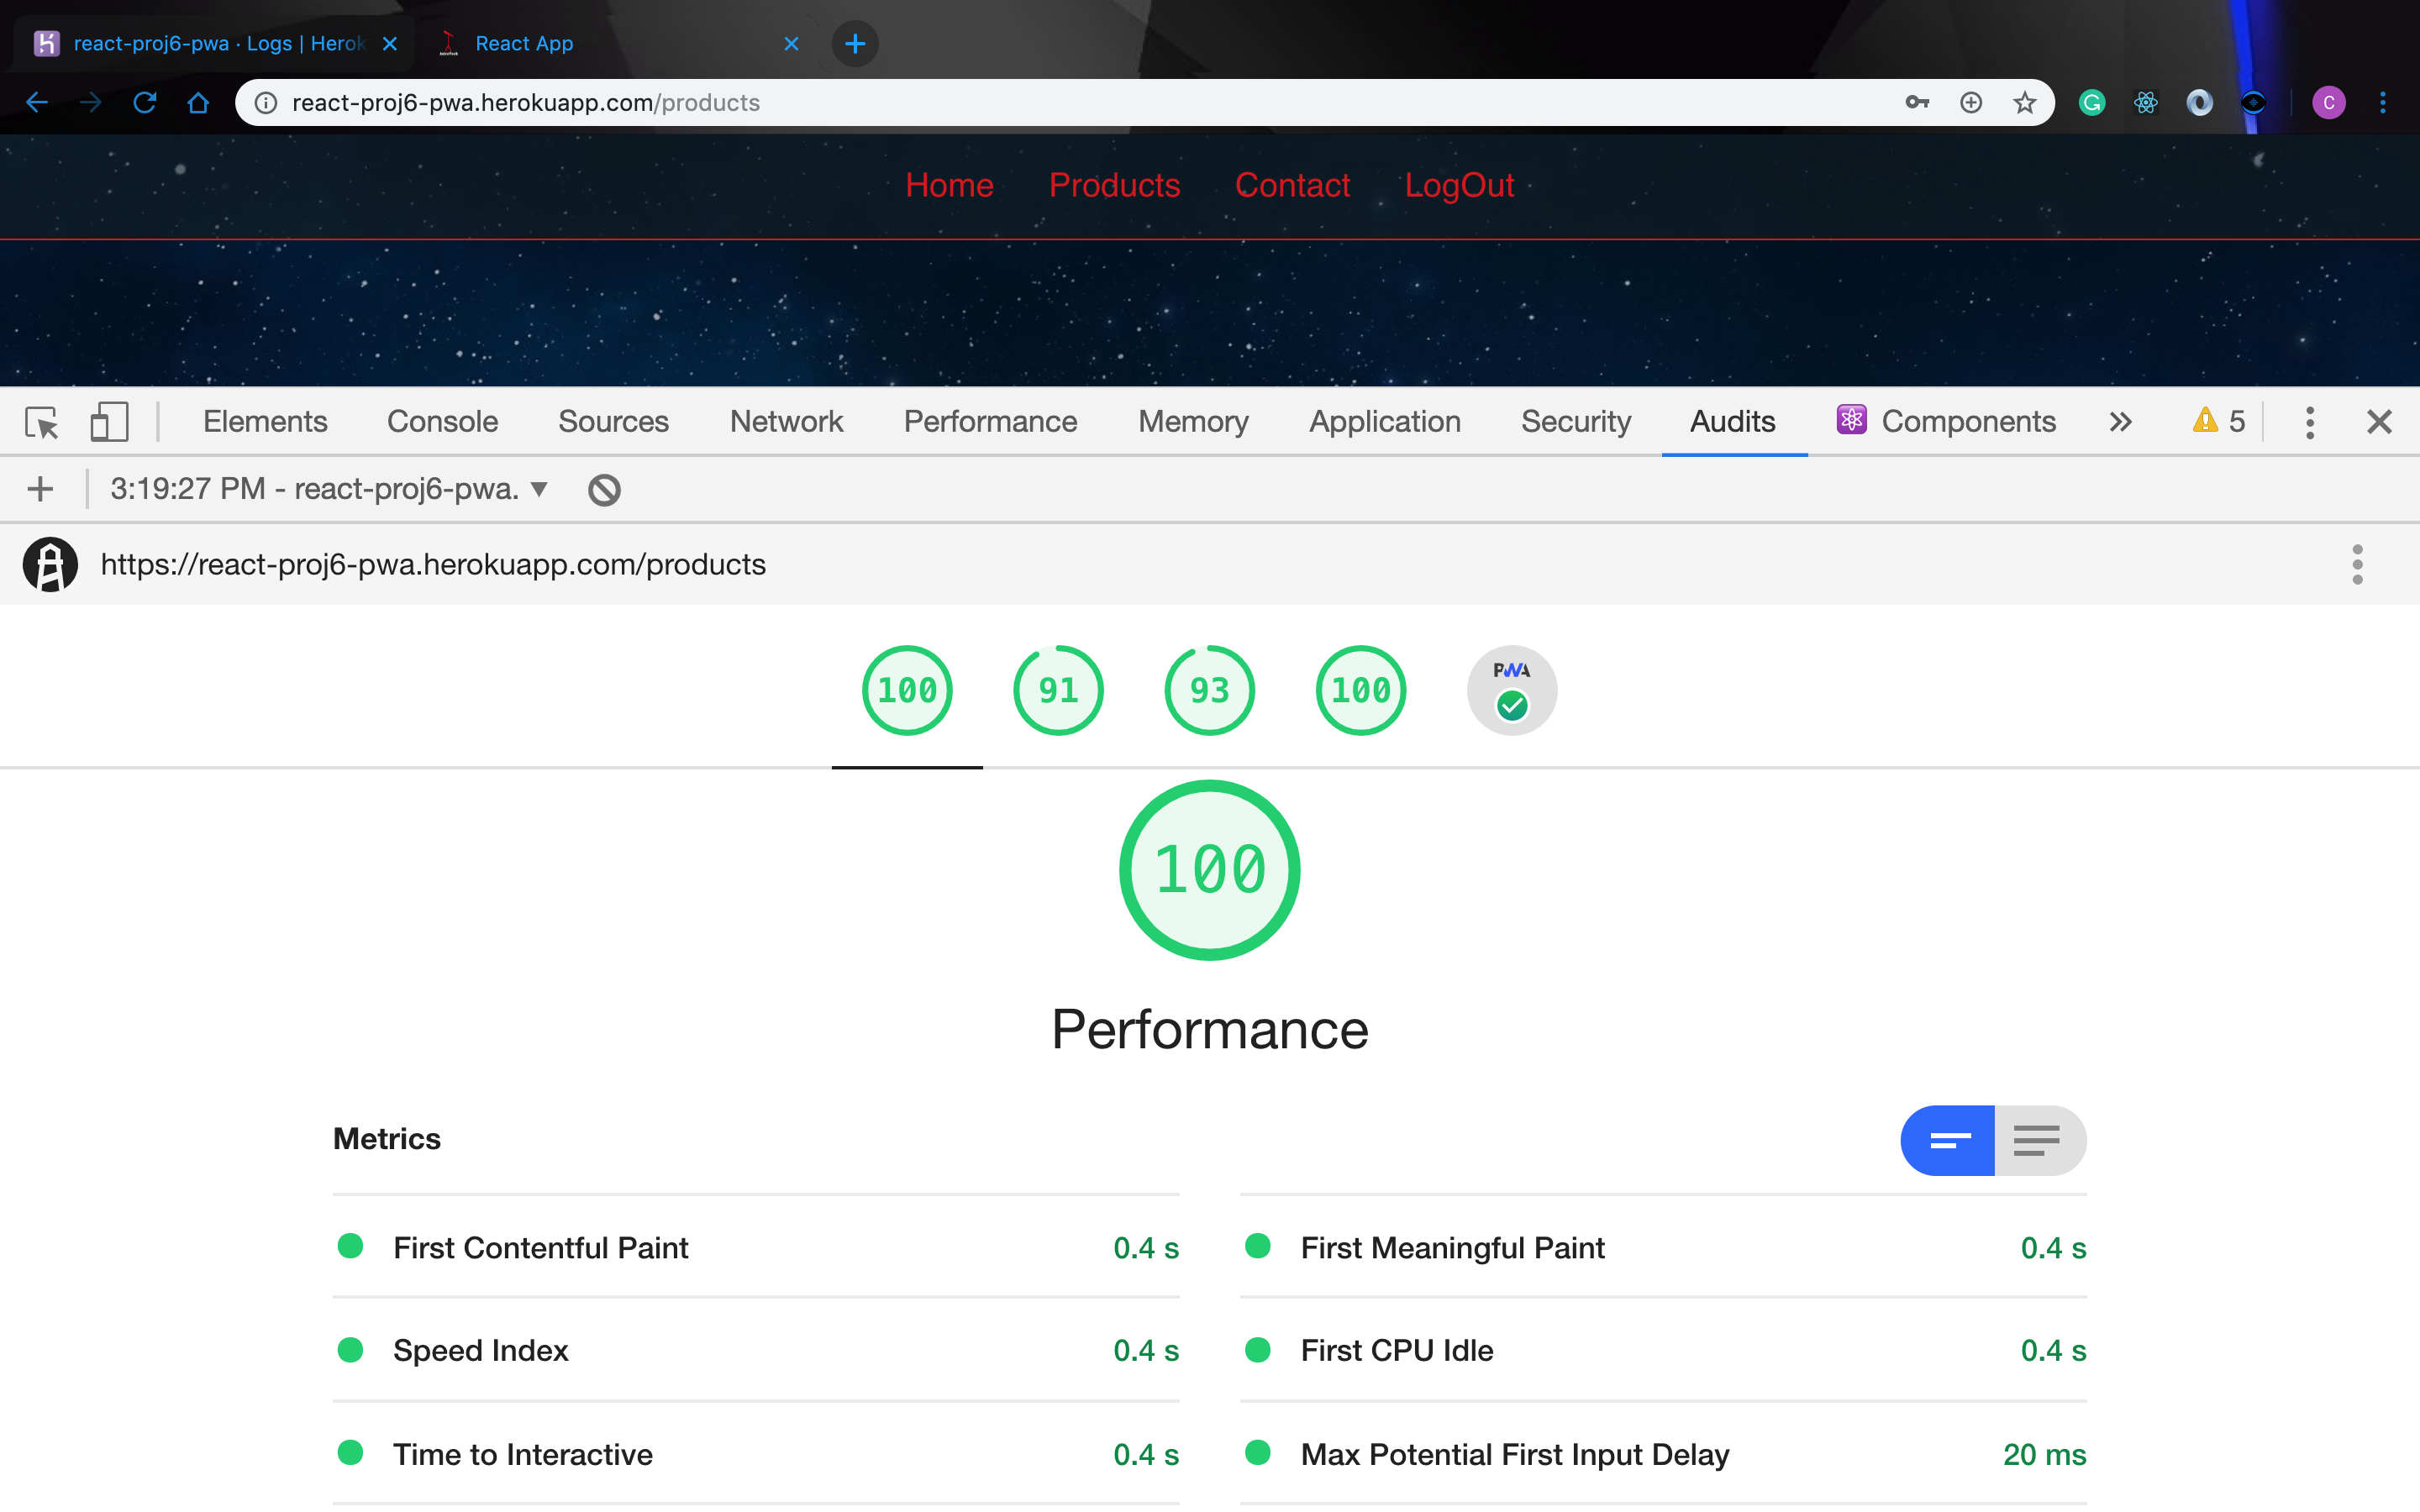 react-proj6-pwa · Logs | Herok
React App
react-proj6-pwa.herokuapp.com/products
C
Home Products Contact LogOut
Elements Console Sources Network Performance Memory Application Security Audits Components 5
3:19:27 PM - react-proj6-pwa.
https://react-proj6-pwa.herokuapp.com/products
100 91 93 100 PWA
100
Performance
Metrics
First Contentful Paint 0.4 s
First Meaningful Paint 0.4 s
Speed Index 0.4 s
First CPU Idle 0.4 s
Time to Interactive 0.4 s
Max Potential First Input Delay 20 ms